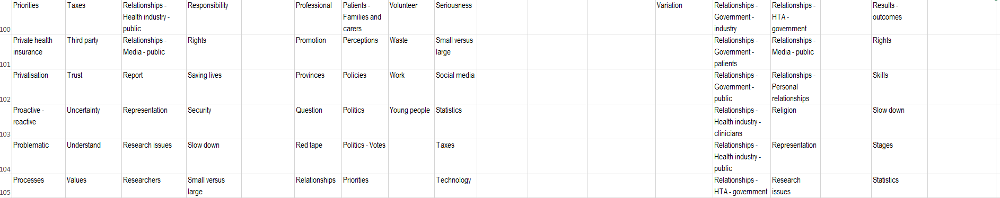 Priorities Taxes Relationships - Responsibility Professional Patients - Volunteer Seriousness Variation Relationships - Relationships - Results -
Health industry - Families and Government - HTA - outcomes
100 public carers industry government
Private health Third party Relationships - Rights Promotion Perceptions Waste Small versus Relationships - Relationships - Rights
insurance Media - public large Government - Media - public
101 patients
Privatisation Trust Report Saving lives Provinces Policies Work Social media Relationships - Relationships - Skills
Government - Personal
102 public relationships
Proactive - Uncertainty Representation Security Question Politics Young people Statistics Relationships - Religion Slow down
reactive Health industry -
103 clinicians
Problematic Understand Research issues Slow down Red tape Politics - Votes Taxes Relationships - Representation Stages
Health industry -
104 public
Processes Values Researchers Small versus Relationships Priorities Technology Relationships - Research Statistics
105 large HTA - government issues